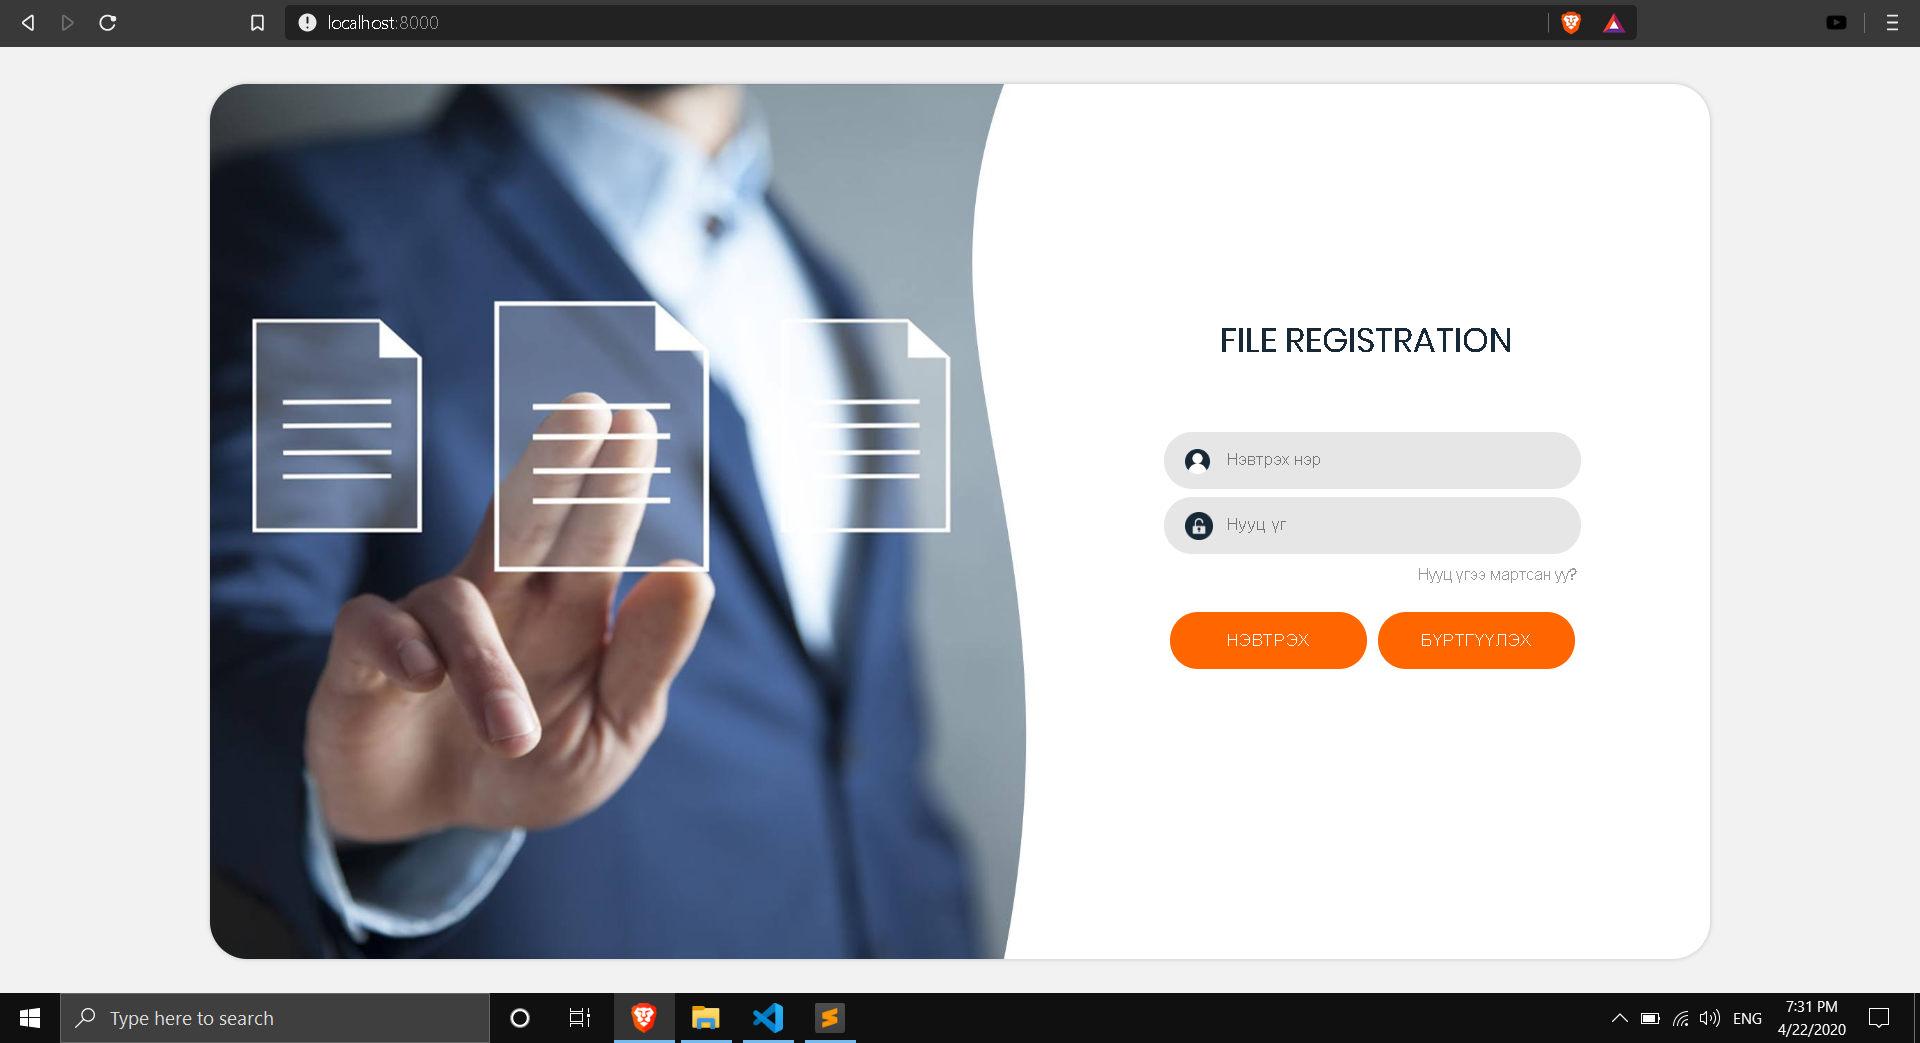 localhost:8000
FILE REGISTRATION
Нэвтрэх нэр
Нууц үг
Нууц үгээ мартсан уу?
НЭВТРЭХ
БҮРТГҮҮЛЭХ
Type here to search
ENG
7:31 PM
4/22/2020